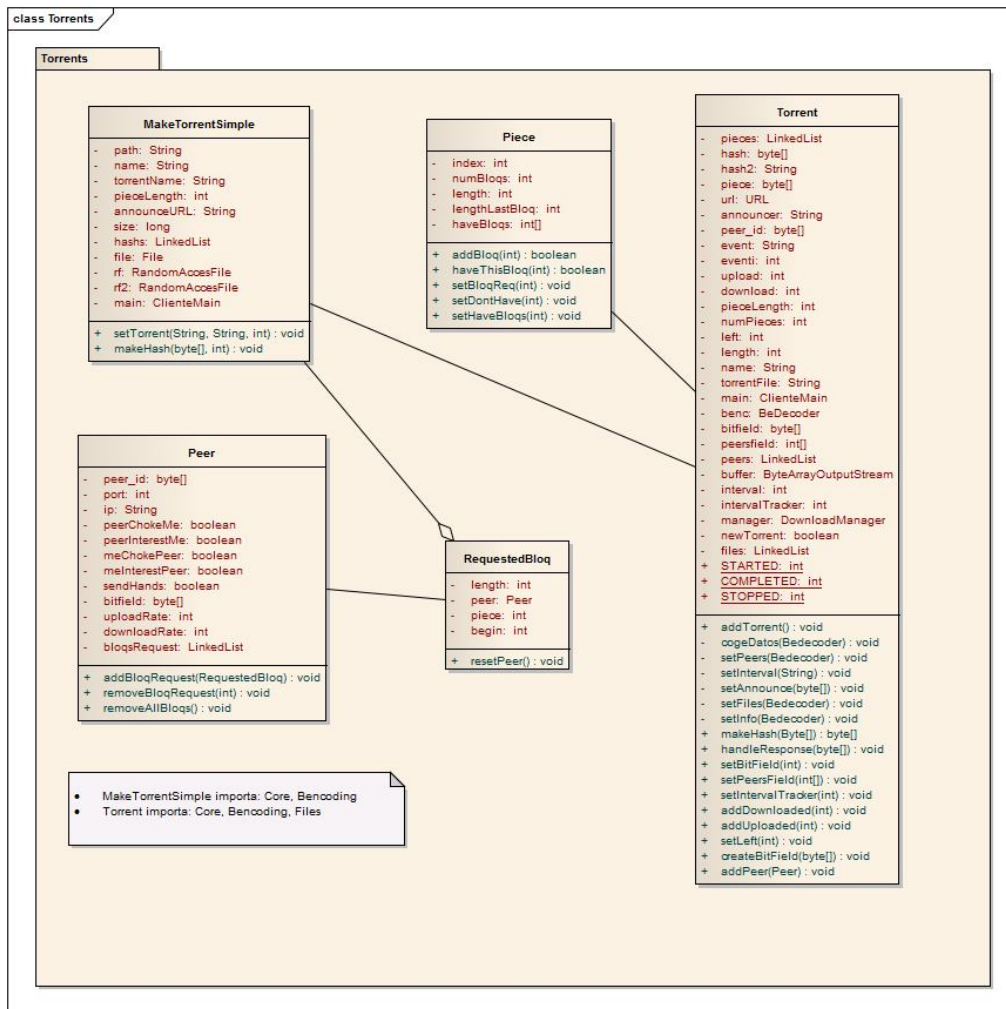 class Torrents
Torrents
MakeTorrentSimple
- path: String
- name: String
- torrentName: String
- pieceLength: int
- announceURL: String
- size: long
- hashs: LinkedList
- file: File
- rf: RandomAccesFile
- rf2: RandomAccesFile
- main: ClienteMain
+ setTorrent(String, String, int) : void
+ makeHash(byte[], int) : void
Piece
- index: int
- numBloqs: int
- length: int
- lengthLastBloq: int
- haveBloqs: int[]
+ addBloq(int) : boolean
+ haveThisBloq(int) : boolean
+ setBloqReq(int) : void
+ setDontHave(int) : void
+ setHaveBloqs(int) : void
Torrent
- pieces: LinkedList
- hash: byte[]
- hash2: String
- piece: byte[]
- url: URL
- announcer: String
- peer_id: byte[]
- event: String
- eventi: int
- upload: int
- download: int
- pieceLength: int
- numPieces: int
- left: int
- length: int
- name: String
- torrentFile: String
- main: ClienteMain
- benc: BeDecoder
- bitfield: byte[]
- peersfield: int[]
- peers: LinkedList
- buffer: ByteArrayOutputStream
- interval: int
- intervalTracker: int
- manager: DownloadManager
- newTorrent: boolean
- files: LinkedList
+ STARTED: int
+ COMPLETED: int
+ STOPPED: int
+ addTorrent() : void
- cogeDatos(Bedecoder) : void
- setPeers(Bedecoder) : void
- setInterval(String) : void
- setAnnounce(byte[]) : void
- setFiles(Bedecoder) : void
- setInfo(Bedecoder) : void
+ makeHash(Byte[]) : byte[]
+ handleResponse(byte[]) : void
+ setBitField(int) : void
+ setPeersField(int[]) : void
+ setIntervalTracker(int) : void
+ addDownloaded(int) : void
+ addUploaded(int) : void
+ setLeft(int) : void
+ createBitField(byte[]) : void
+ addPeer(Peer) : void
Peer
- peer_id: byte[]
- port: int
- ip: String
- peerChokeMe: boolean
- peerInterestMe: boolean
- meChokePeer: boolean
- meInterestPeer: boolean
- sendHands: boolean
- bitfield: byte[]
- uploadRate: int
- downloadRate: int
- bloqsRequest: LinkedList
+ addBloqRequest(RequestedBloq) : void
+ removeBloqRequest(int) : void
+ removeAllBloqs() : void
RequestedBloq
- length: int
- peer: Peer
- piece: int
- begin: int
+ resetPeer() : void
• MakeTorrentSimple importa: Core, Bencoding
• Torrent importa: Core, Bencoding, Files